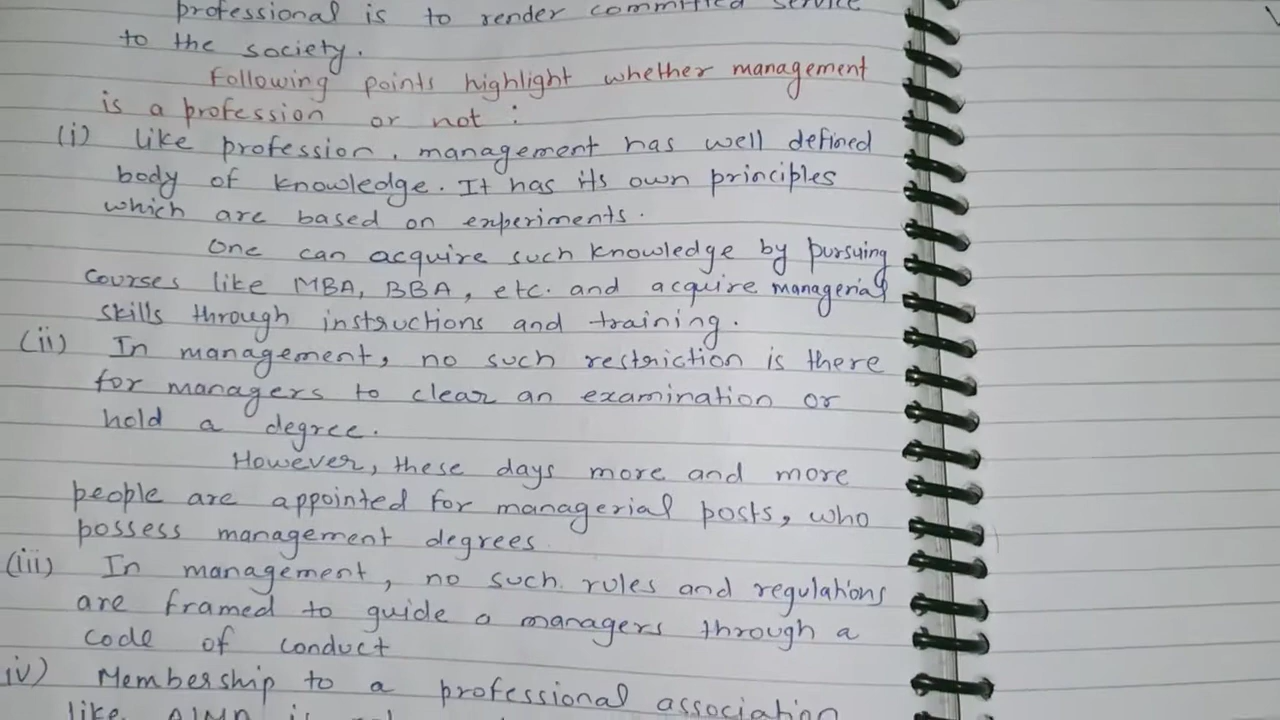 professional is to render committed service
to the society.
Following points highlight whether management
is a profession or not :
(i) Like profession, management has well defined
body of knowledge. It has its own principles
which are based on experiments.
One can acquire such knowledge by pursuing
courses like MBA, BBA, etc. and acquire managerial
skills through instructions and training.
(ii) In management, no such restriction is there
for managers to clear an examination or
hold a degree.
However, these days more and more
people are appointed for managerial posts, who
possess management degrees
(iii) In management, no such rules and regulations
are framed to guide a managers through a
code of conduct
iv) Membership to a professional association
like